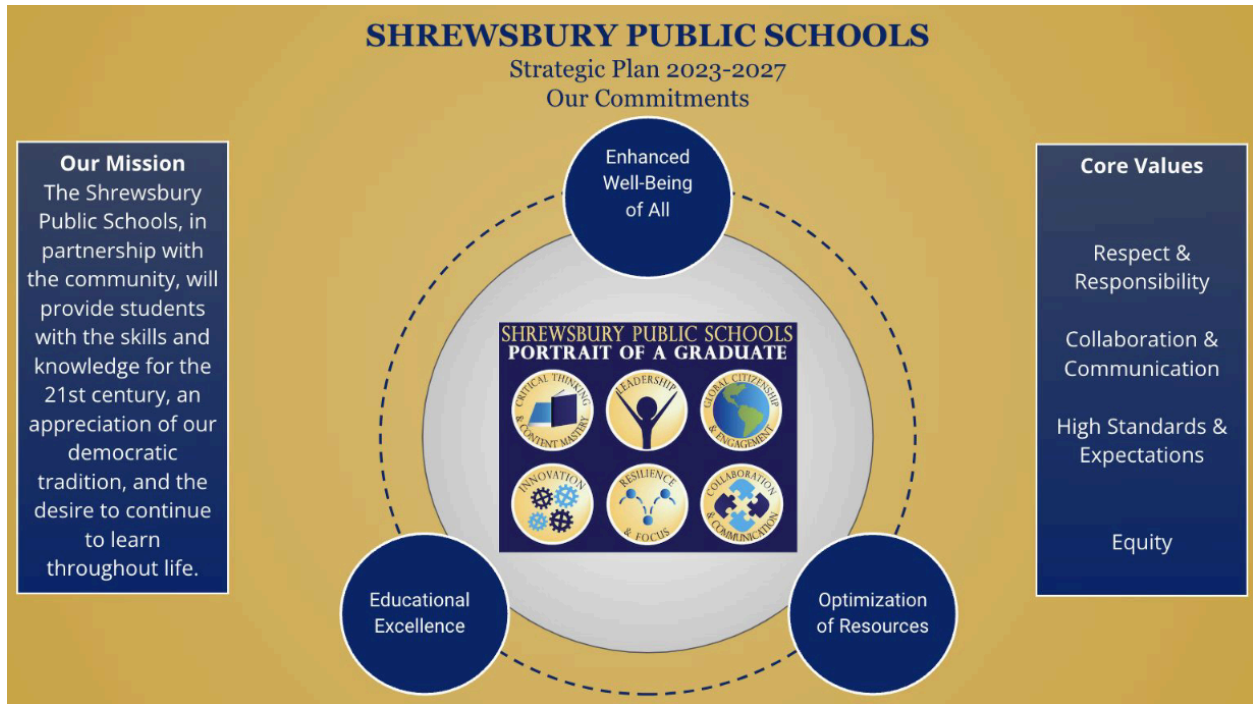 SHREWSBURY PUBLIC SCHOOLS
Strategic Plan 2023-2027
Our Commitments
Our Mission
The Shrewsbury
Public Schools, in
partnership with
the community, will
provide students
with the skills and
knowledge for the
21st century, an
appreciation of our
democratic
tradition, and the
desire to continue
to learn
throughout life.
Enhanced
Well-Being
of All
SHREWSBURY PUBLIC SCHOOLS
PORTRAIT OF A GRADUATE
CRITICAL THINKING
& CONTENT MASTERY
LEADERSHIP
GLOBAL CITIZENSHIP
& ENGAGEMENT
INNOVATION
RESILIENCE
& FOCUS
COLLABORATION
& COMMUNICATION
Educational
Excellence
Optimization
of Resources
Core Values
Respect &
Responsibility
Collaboration &
Communication
High Standards &
Expectations
Equity